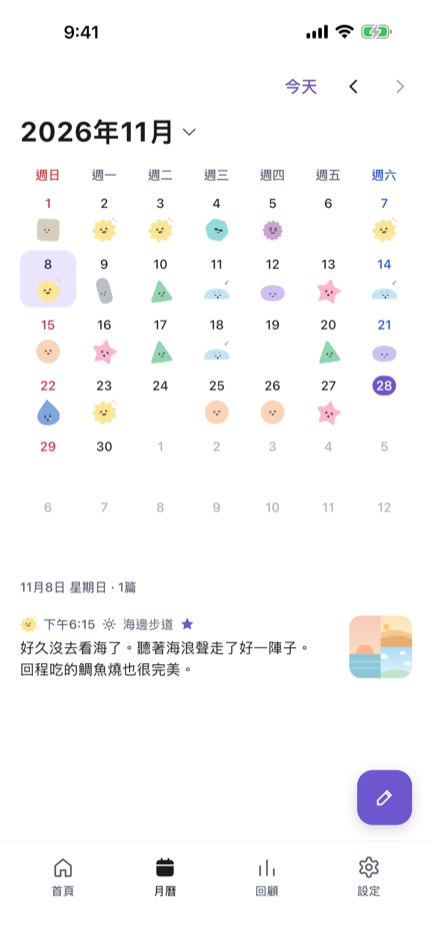 9:41
今天
2026年11月
週日 週一 週二 週三 週四 週五 週六
1 2 3 4 5 6 7
8 9 10 11 12 13 14
15 16 17 18 19 20 21
22 23 24 25 26 27 28
29 30 1 2 3 4 5
6 7 8 9 10 11 12
11月8日 星期日 · 1篇
下午6:15 海邊步道
好久沒去看海了。聽著海浪聲走了好一陣子。
回程吃的鯛魚燒也很完美。
首頁 月曆 回顧 設定